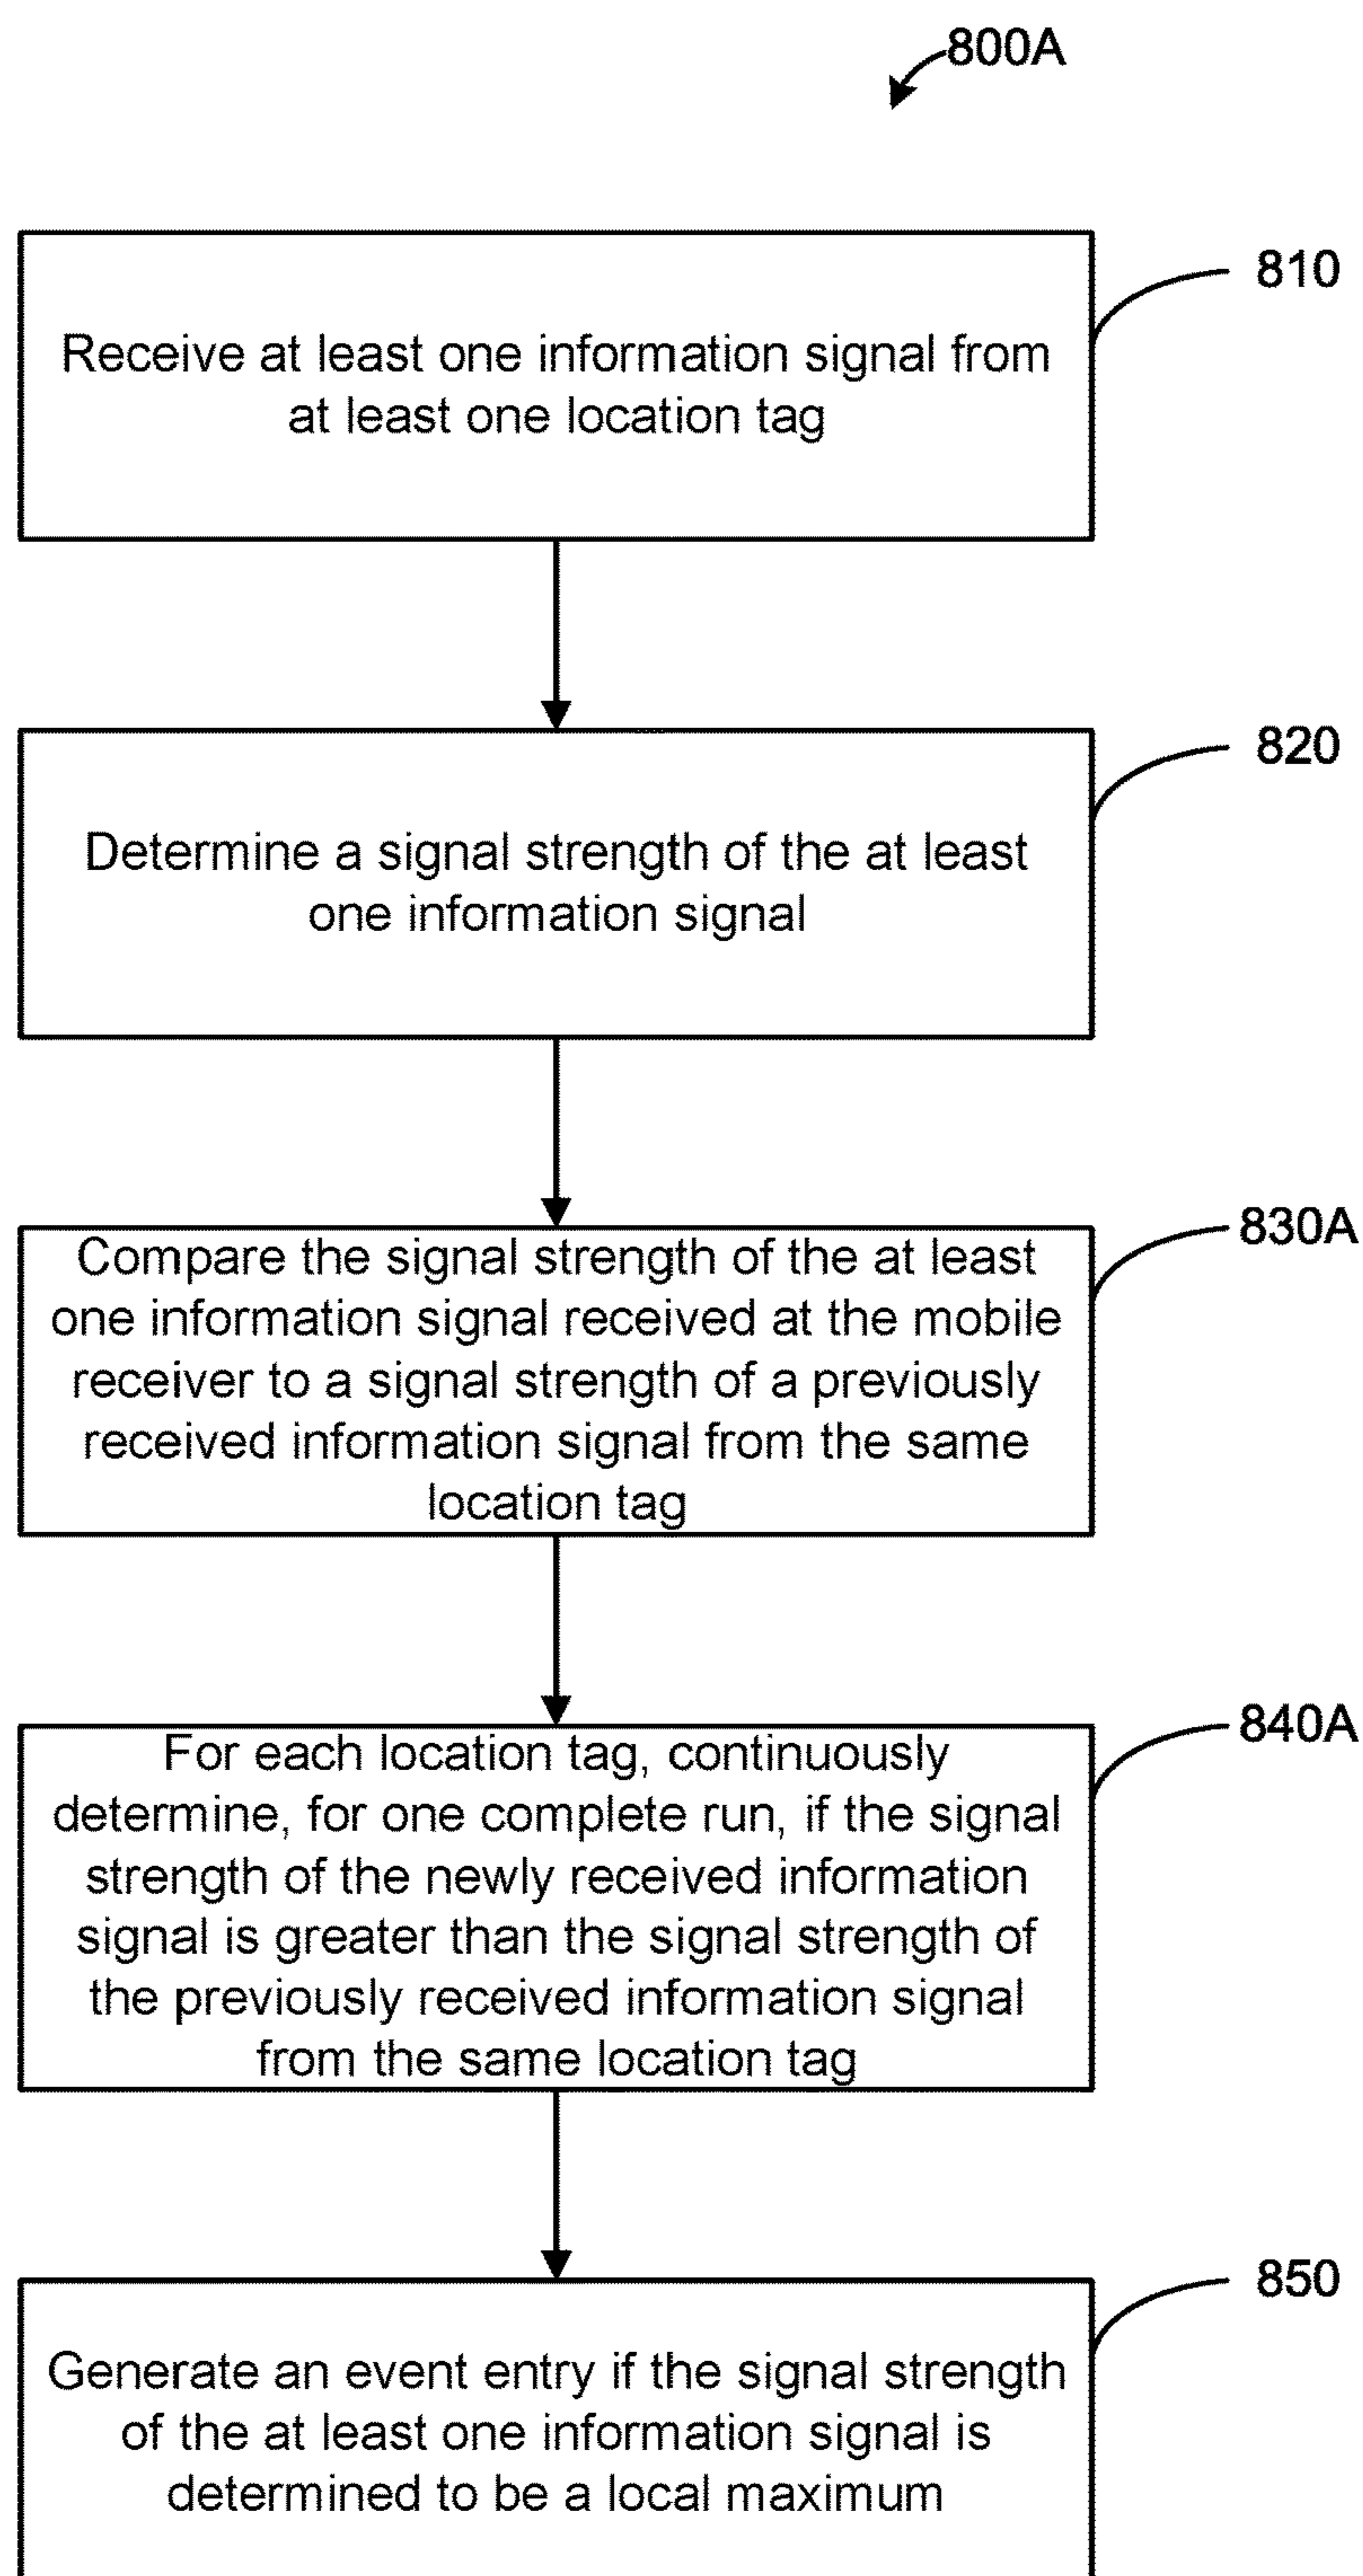 800A
810
Receive at least one information signal from
at least one location tag
820
Determine a signal strength of the at least
one information signal
830A
Compare the signal strength of the at least
one information signal received at the mobile
receiver to a signal strength of a previously
received information signal from the same
location tag
840A
For each location tag, continuously
determine, for one complete run, if the signal
strength of the newly received information
signal is greater than the signal strength of
the previously received information signal
from the same location tag
850
Generate an event entry if the signal strength
of the at least one information signal is
determined to be a local maximum